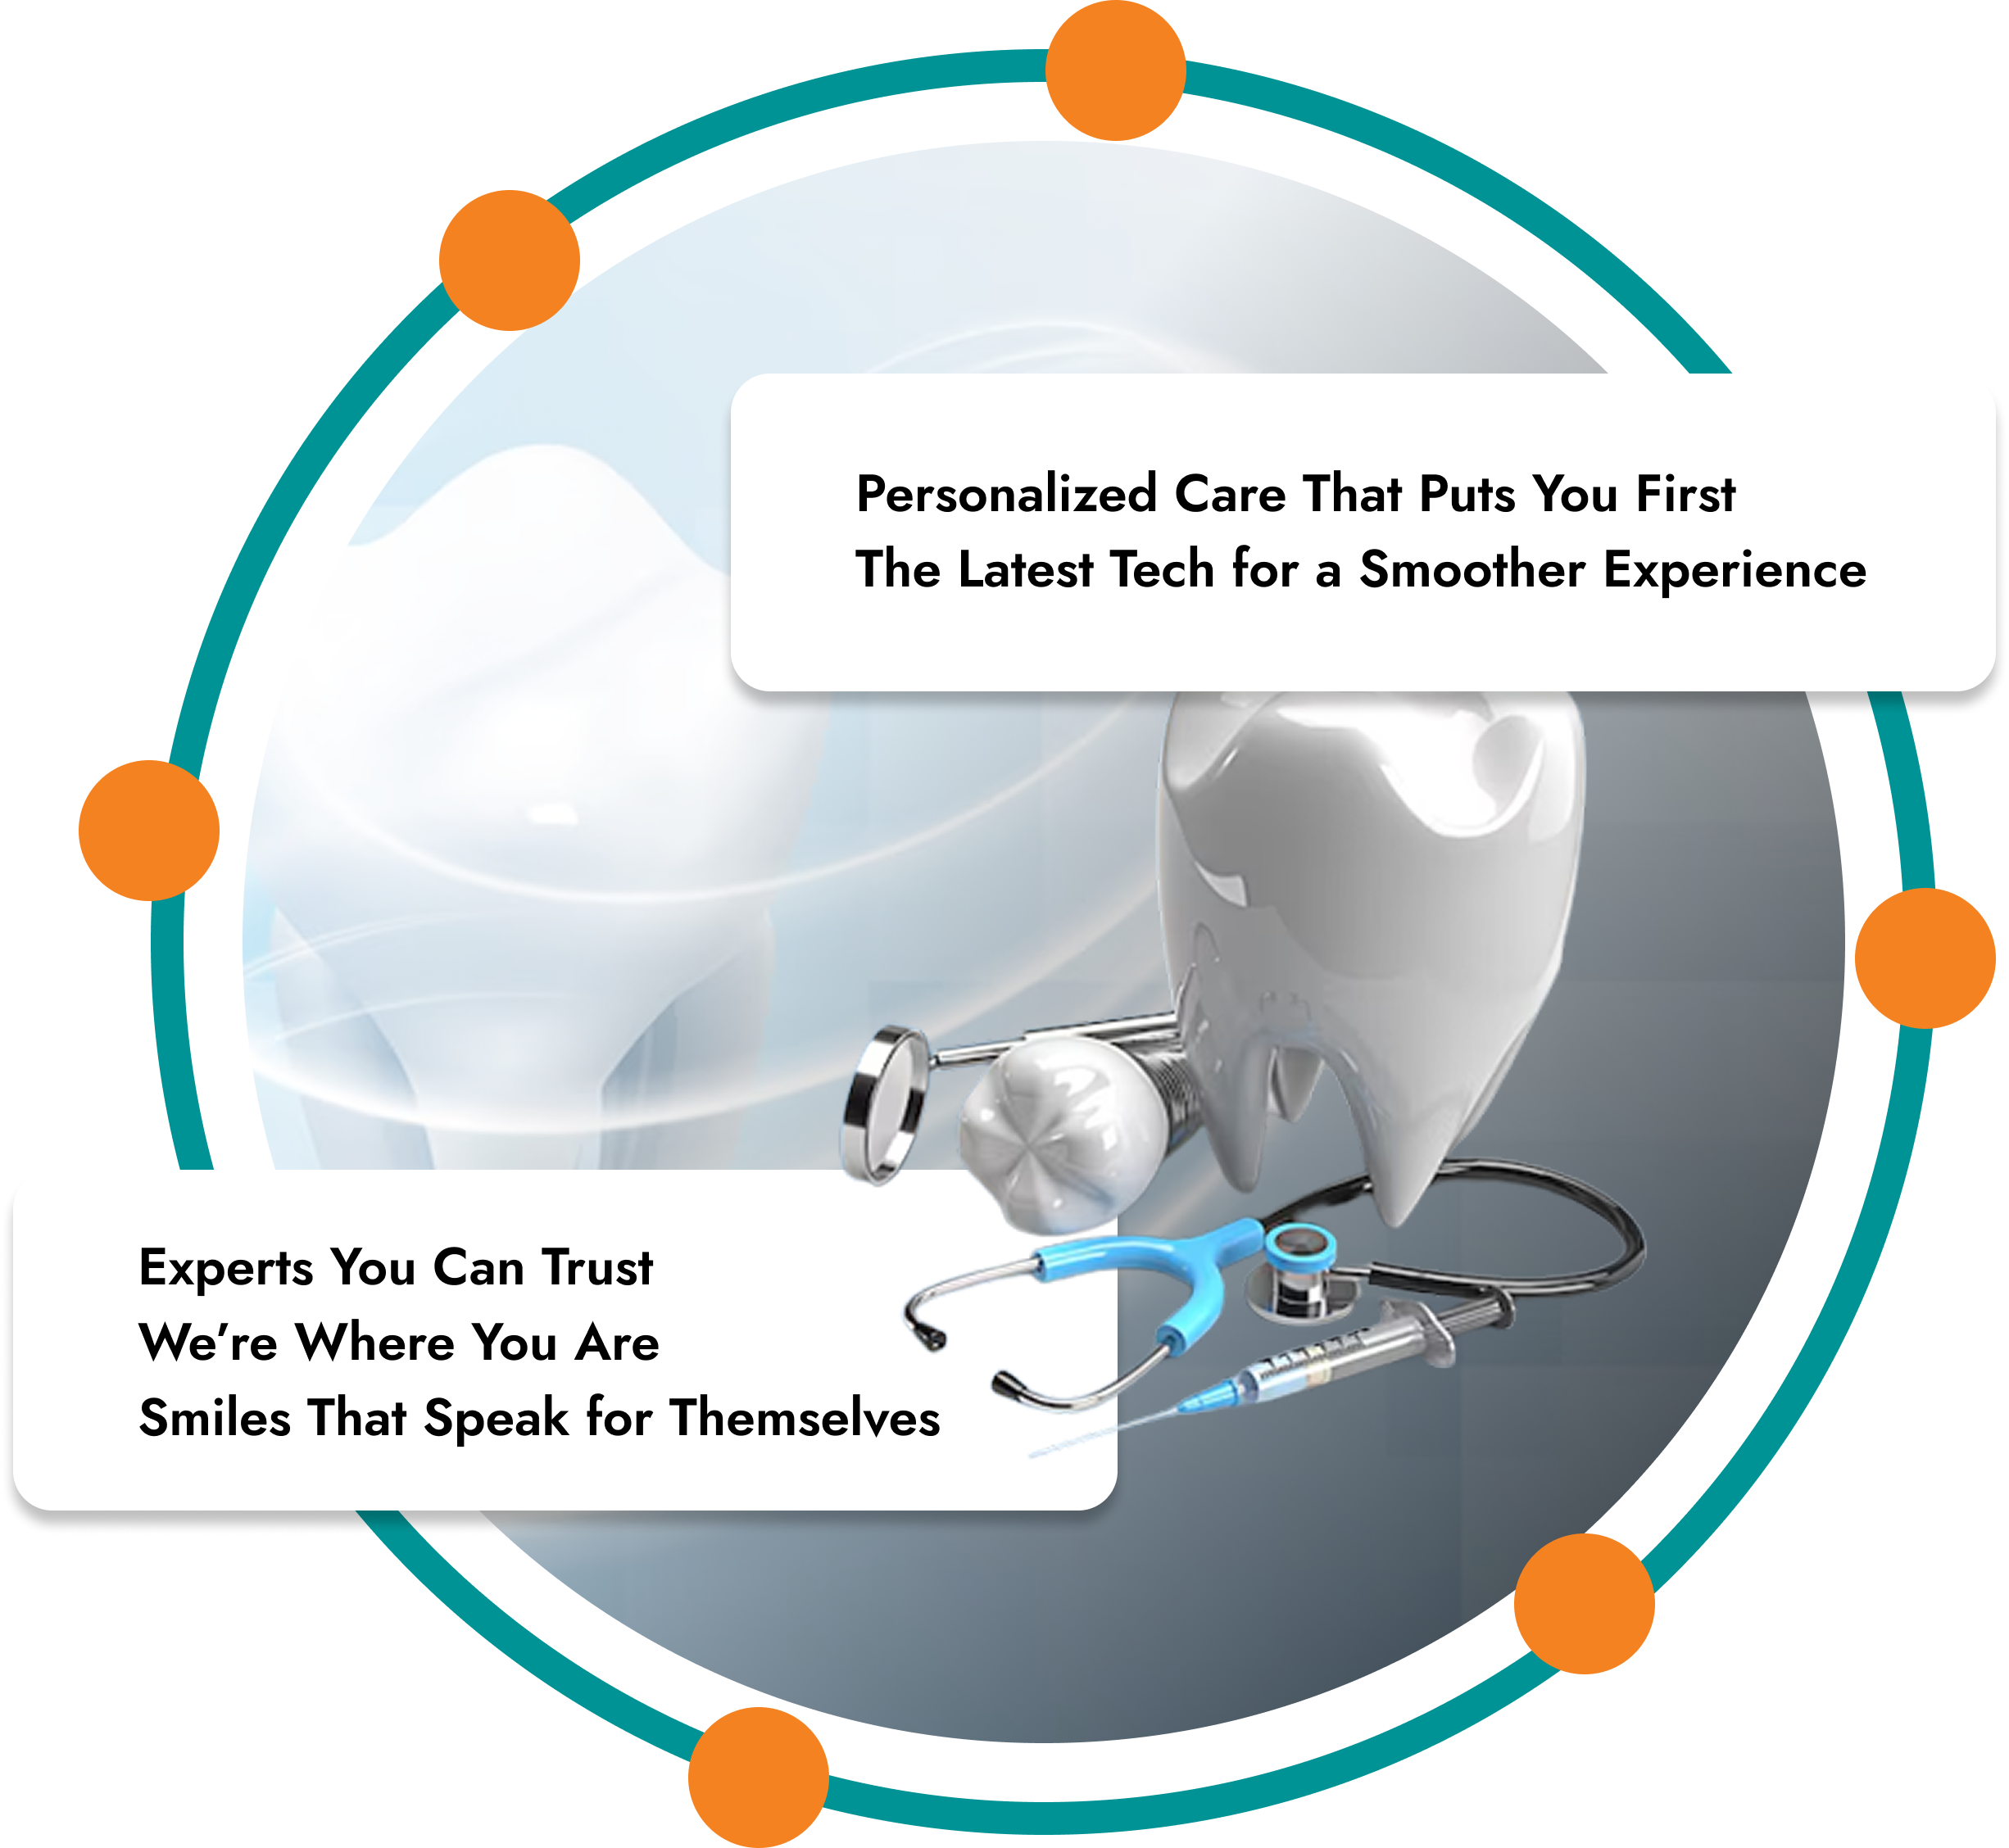 Personalized Care That Puts You First
The Latest Tech for a Smoother Experience
Experts You Can Trust
We’re Where You Are
Smiles That Speak for Themselves